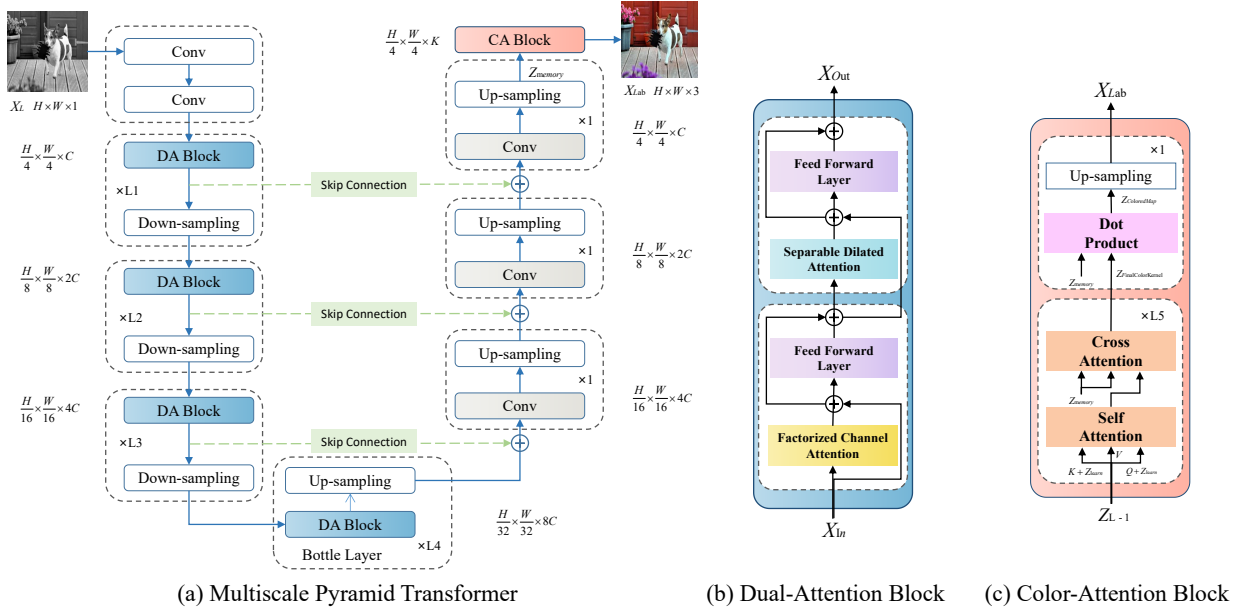 Conv
Conv
X_L H×W×1
H/4 × W/4 × C
DA Block
×L1
Down-sampling
H/8 × W/8 × 2C
DA Block
×L2
Down-sampling
H/16 × W/16 × 4C
DA Block
×L3
Down-sampling
Skip Connection
Skip Connection
Skip Connection
Up-sampling
DA Block
×L4
Bottle Layer
H/32 × W/32 × 8C
H/4 × W/4 × K
CA Block
Z_memory
Up-sampling
×1
Conv
X_Lab H×W×3
H/4 × W/4 × C
Up-sampling
×1
Conv
H/8 × W/8 × 2C
Up-sampling
×1
Conv
H/16 × W/16 × 4C
(a) Multiscale Pyramid Transformer
X_Out
Feed Forward
Layer
Separable Dilated
Attention
Feed Forward
Layer
Factorized Channel
Attention
X_In
(b) Dual-Attention Block
X_Lab
×1
Up-sampling
Z_ColoredMap
Dot
Product
Z_memory
Z_FinalColorKernel
×L5
Cross
Attention
Z_memory
Self
Attention
K + Z_learn
V
Q + Z_learn
Z_L - 1
(c) Color-Attention Block